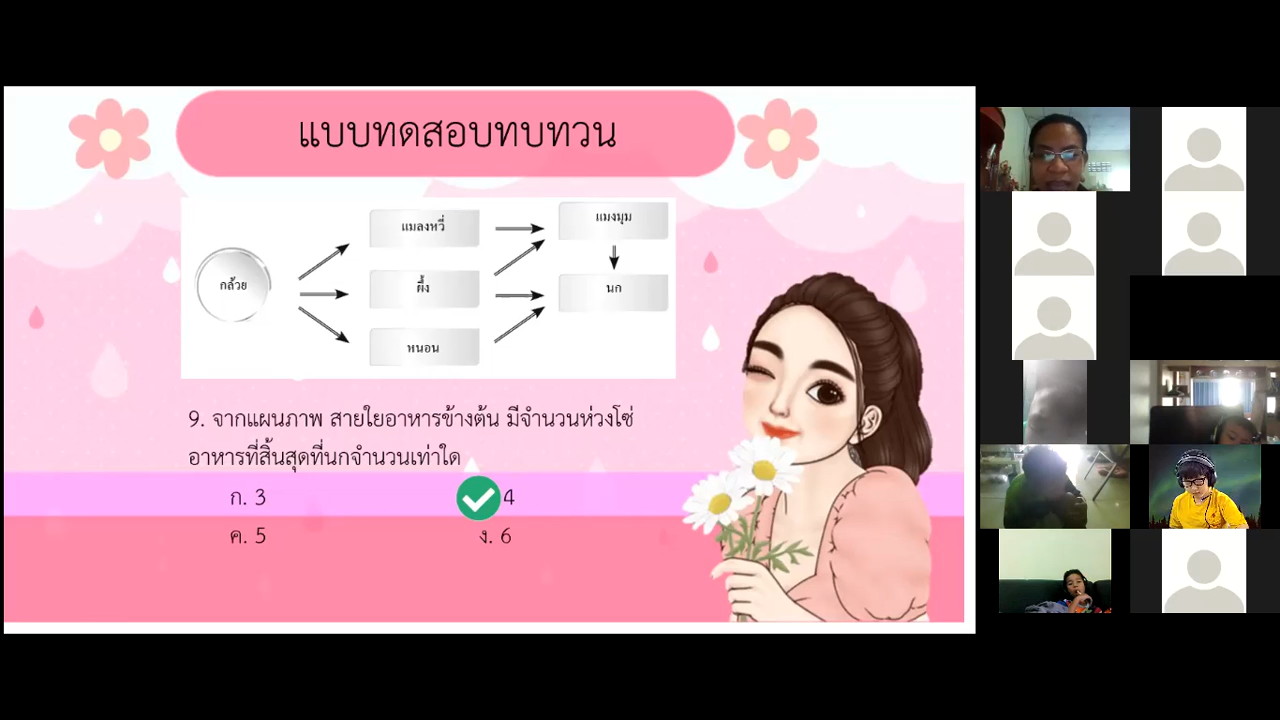 แบบทดสอบทบทวน
แมลงหวี่
แมงมุม
กล้วย
ผึ้ง
นก
หนอน
9. จากแผนภาพ สายใยอาหารข้างต้น มีจำนวนห่วงโซ่
อาหารที่สิ้นสุดที่นกจำนวนเท่าใด
ก. 3
4
ค. 5
ง. 6